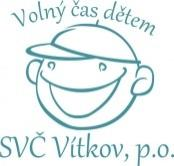 Volný čas dětem
SVČ Vítkov, p.o.